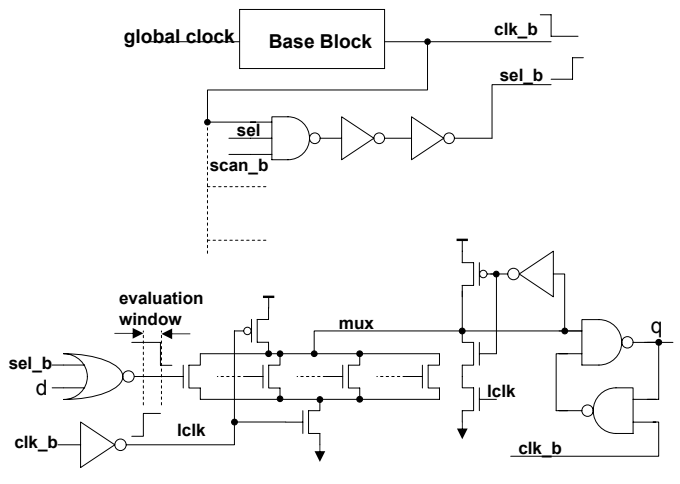 global clock
Base Block
clk_b
sel_b
sel
scan_b
evaluation
window
mux
q
sel_b
d
lclk
clk_b
lclk
clk_b